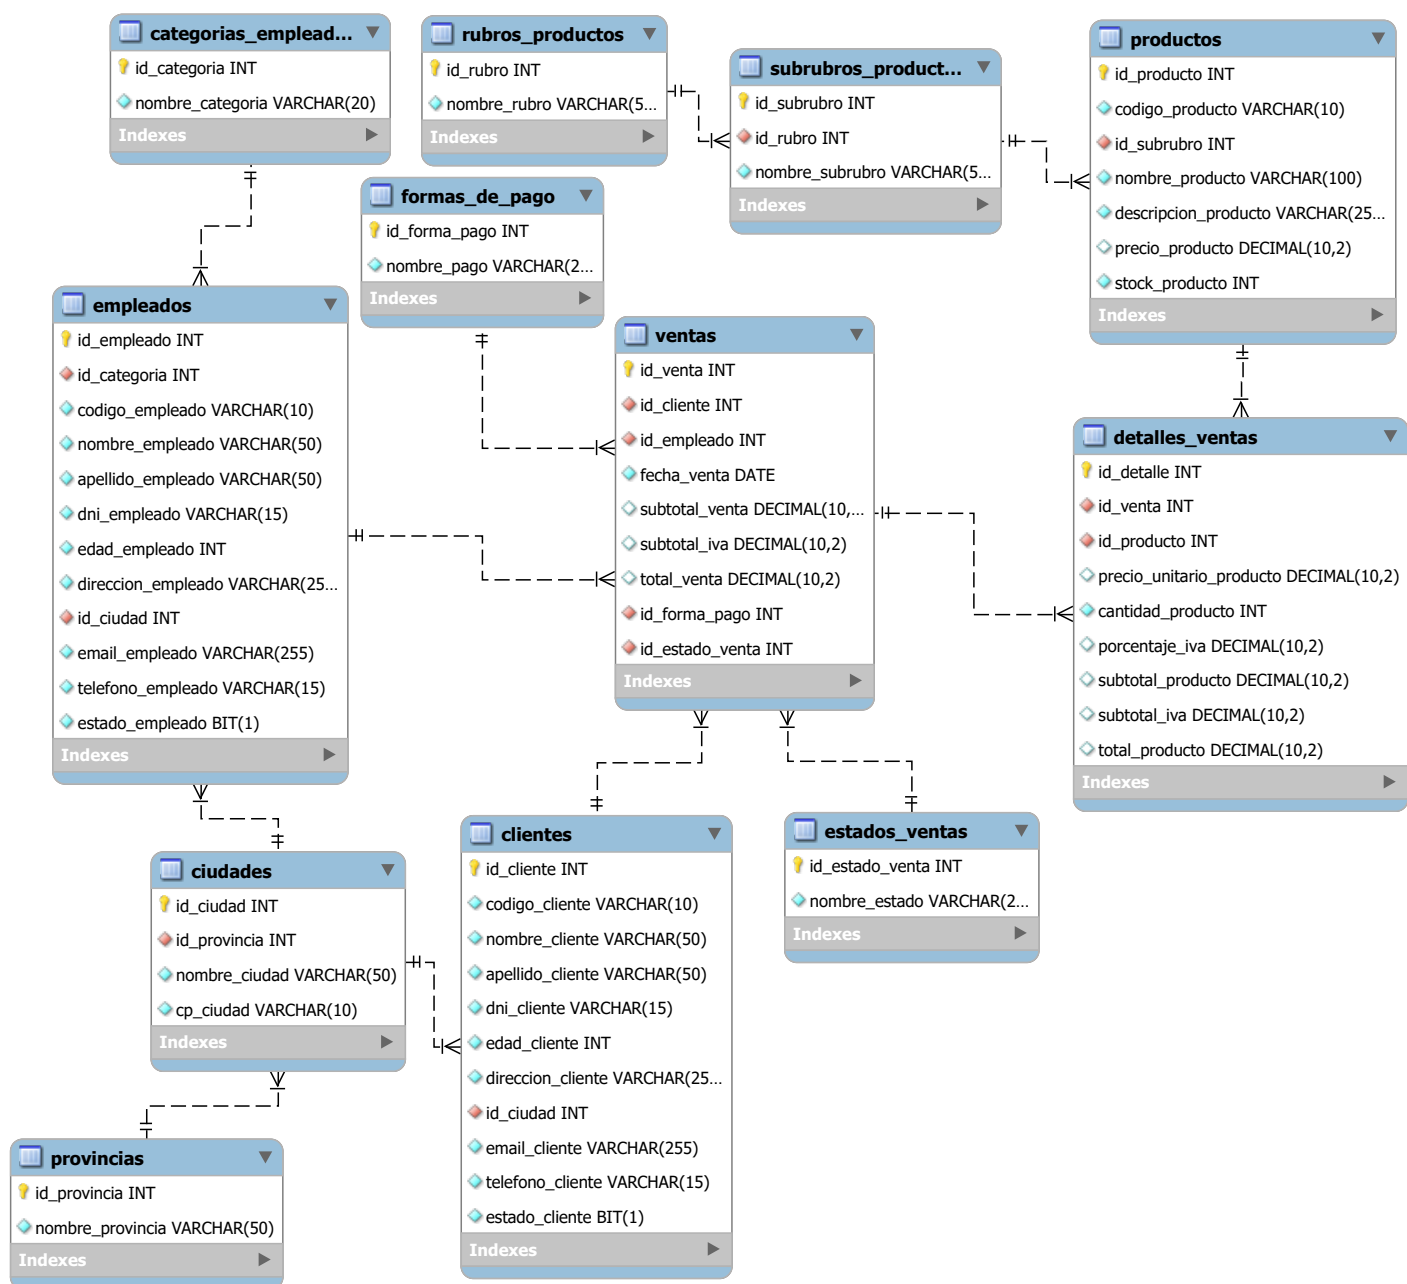 categorias_emplead...
id_categoria INT
nombre_categoria VARCHAR(20)
Indexes
rubros_productos
id_rubro INT
nombre_rubro VARCHAR(5...
Indexes
subrubros_product...
id_subrubro INT
id_rubro INT
nombre_subrubro VARCHAR(5...
Indexes
productos
id_producto INT
codigo_producto VARCHAR(10)
id_subrubro INT
nombre_producto VARCHAR(100)
descripcion_producto VARCHAR(25...
precio_producto DECIMAL(10,2)
stock_producto INT
Indexes
formas_de_pago
id_forma_pago INT
nombre_pago VARCHAR(2...
Indexes
empleados
id_empleado INT
id_categoria INT
codigo_empleado VARCHAR(10)
nombre_empleado VARCHAR(50)
apellido_empleado VARCHAR(50)
dni_empleado VARCHAR(15)
edad_empleado INT
direccion_empleado VARCHAR(25...
id_ciudad INT
email_empleado VARCHAR(255)
telefono_empleado VARCHAR(15)
estado_empleado BIT(1)
Indexes
ventas
id_venta INT
id_cliente INT
id_empleado INT
fecha_venta DATE
subtotal_venta DECIMAL(10,...
subtotal_iva DECIMAL(10,2)
total_venta DECIMAL(10,2)
id_forma_pago INT
id_estado_venta INT
Indexes
detalles_ventas
id_detalle INT
id_venta INT
id_producto INT
precio_unitario_producto DECIMAL(10,2)
cantidad_producto INT
porcentaje_iva DECIMAL(10,2)
subtotal_producto DECIMAL(10,2)
subtotal_iva DECIMAL(10,2)
total_producto DECIMAL(10,2)
Indexes
ciudades
id_ciudad INT
id_provincia INT
nombre_ciudad VARCHAR(50)
cp_ciudad VARCHAR(10)
Indexes
clientes
id_cliente INT
codigo_cliente VARCHAR(10)
nombre_cliente VARCHAR(50)
apellido_cliente VARCHAR(50)
dni_cliente VARCHAR(15)
edad_cliente INT
direccion_cliente VARCHAR(25...
id_ciudad INT
email_cliente VARCHAR(255)
telefono_cliente VARCHAR(15)
estado_cliente BIT(1)
Indexes
estados_ventas
id_estado_venta INT
nombre_estado VARCHAR(2...
Indexes
provincias
id_provincia INT
nombre_provincia VARCHAR(50)
Indexes